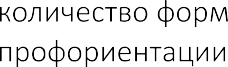 количество форм
профориентации